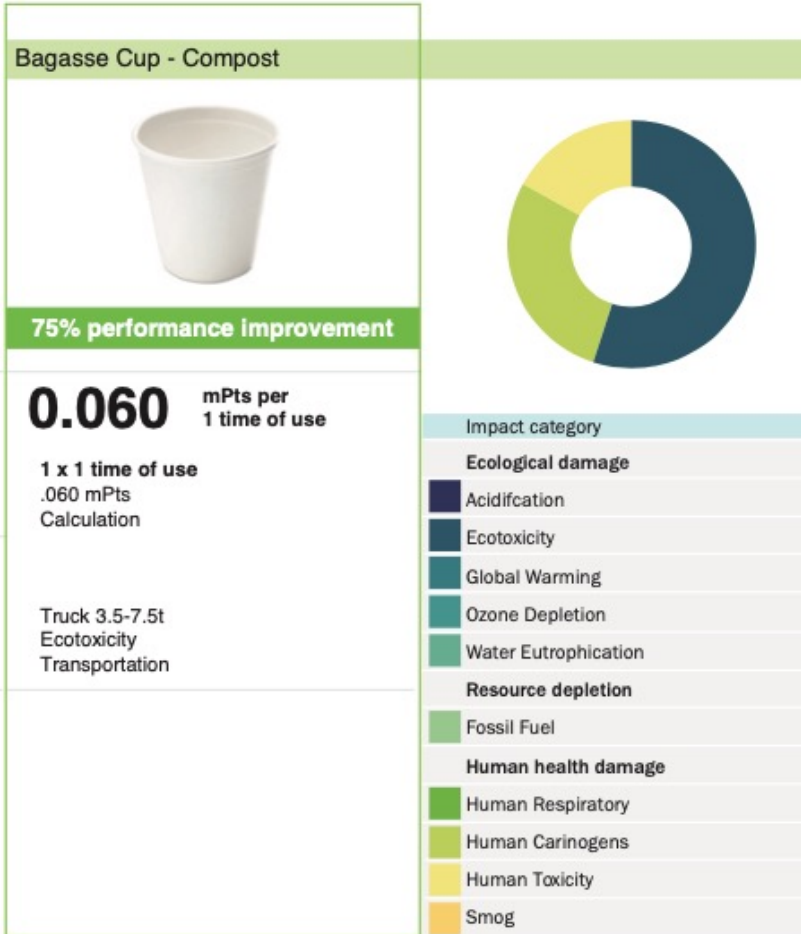 Bagasse Cup - Compost
75% performance improvement
0.060
mPts per
1 time of use
1 x 1 time of use
.060 mPts
Calculation
Truck 3.5-7.5t
Ecotoxicity
Transportation
Impact category
Ecological damage
Acidifcation
Ecotoxicity
Global Warming
Ozone Depletion
Water Eutrophication
Resource depletion
Fossil Fuel
Human health damage
Human Respiratory
Human Carinogens
Human Toxicity
Smog